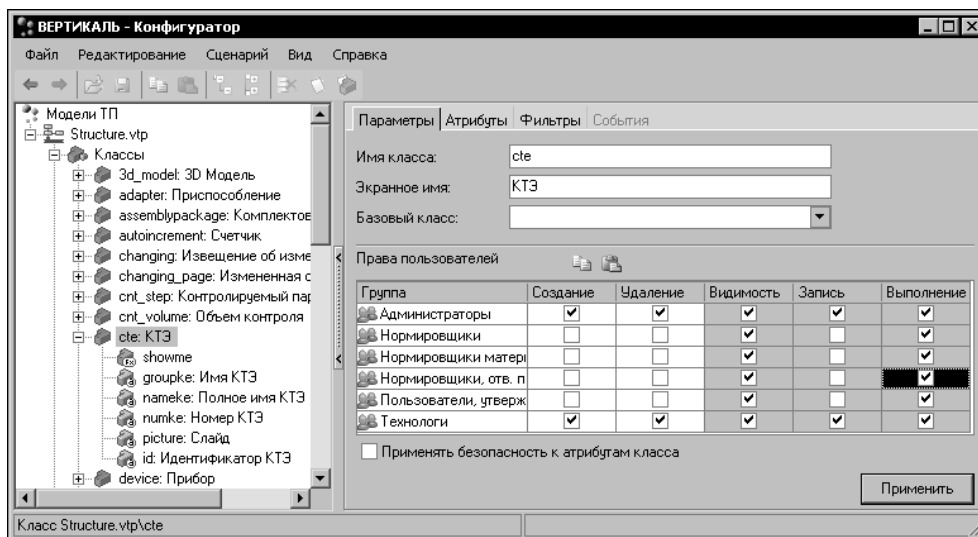 ВЕРТИКАЛЬ - Конфигуратор
Файл Редактирование Сценарий Вид Справка
Модели ТП
Structure.vtp
Классы
3d_model: 3D Модель
adapter: Приспособление
assemblypackage: Комплектов
autoincrement: Счетчик
changing: Извещение об изме
changing_page: Измененная с
cnt_step: Контролируемый пар
cnt_volume: Объем контроля
cte: КТЭ
showme
groupke: Имя КТЭ
nameke: Полное имя КТЭ
numke: Номер КТЭ
picture: Слайд
id: Идентификатор КТЭ
device: Прибор
Параметры Атрибуты Фильтры События
Имя класса: cte
Экранное имя: КТЭ
Базовый класс:
Права пользователей
Группа Создание Удаление Видимость Запись Выполнение
Администраторы
Нормировщики
Нормировщики матери
Нормировщики, отв. п
Пользователи, утверж
Технологи
Применять безопасность к атрибутам класса
Применить
Класс Structure.vtp\cte